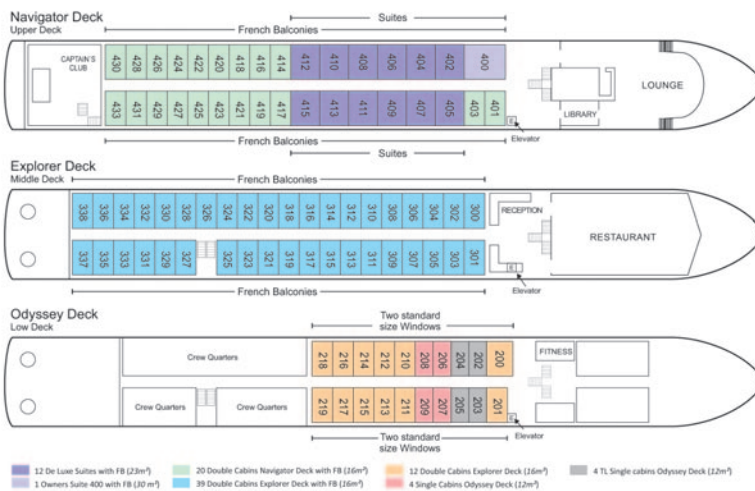 Navigator Deck
Upper Deck
Suites
French Balconies
CAPTAIN'S
CLUB
430 428 426 424 422 420 418 416 414 412 410 408 406 404 402 400
LOUNGE
433 431 429 427 425 423 421 419 417 415 413 411 409 407 405 403 401
LIBRARY
E
Elevator
French Balconies
Suites
Explorer Deck
Middle Deck
French Balconies
338 336 334 332 330 328 326 324 322 320 318 316 314 312 310 308 306 304 302 300
RECEPTION
RESTAURANT
337 335 333 331 329 327 325 323 321 319 317 315 313 311 309 307 305 303 301
E
Elevator
French Balconies
Odyssey Deck
Low Deck
Two standard
size Windows
Crew Quarters
218 216 214 212 210 208 206 204 202 200
FITNESS
Crew Quarters
Crew Quarters
219 217 215 213 211 209 207 205 203 201
E
Elevator
Two standard
size Windows
12 De Luxe Suites with FB (23m²)
20 Double Cabins Navigator Deck with FB (16m²)
12 Double Cabins Explorer Deck (16m²)
4 TL Single cabins Odyssey Deck (12m²)
1 Owners Suite 400 with FB (30 m²)
39 Double Cabins Explorer Deck with FB (16m²)
4 Single Cabins Odyssey Deck (12m²)